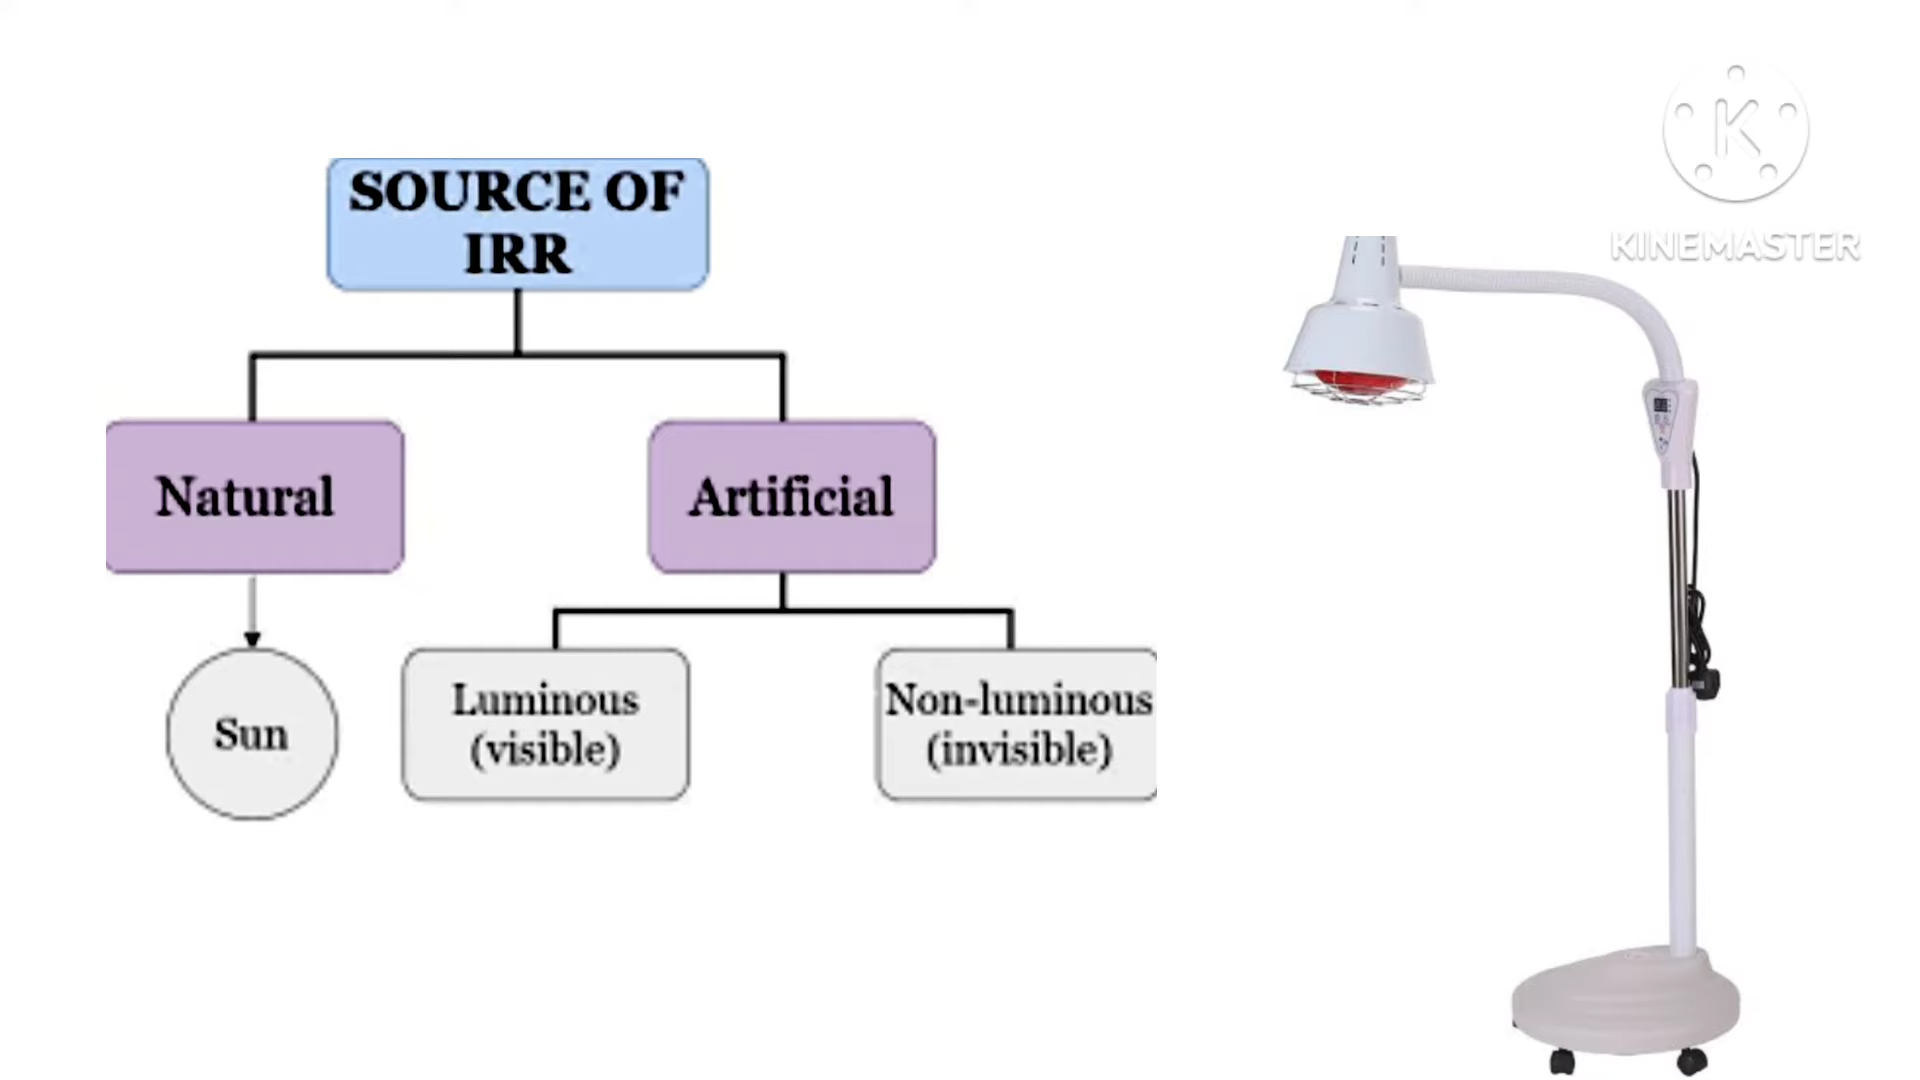 SOURCE OF
IRR
Natural
Artificial
Sun
Luminous
(visible)
Non-luminous
(invisible)
K
KINEMASTER